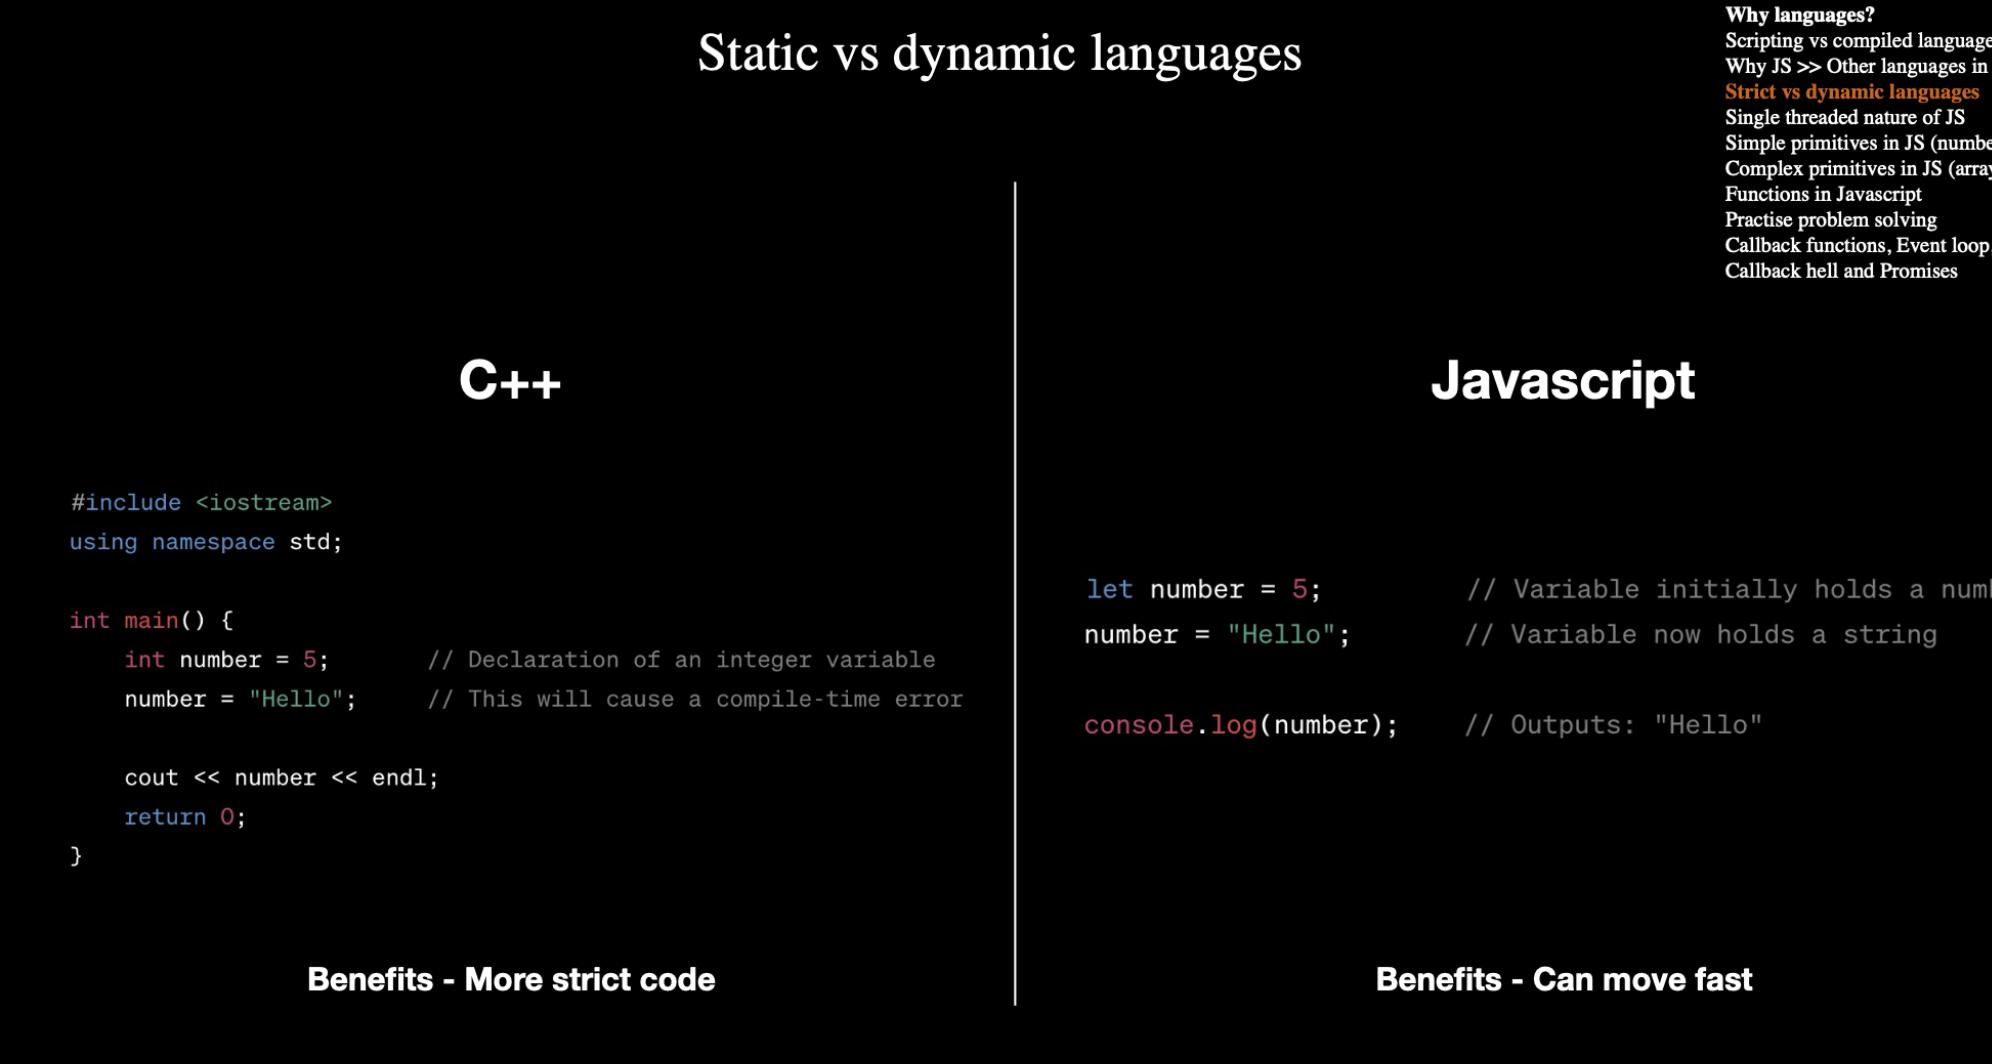 Static vs dynamic languages
Why languages?
Scripting vs compiled language
Why JS >> Other languages in
Strict vs dynamic languages
Single threaded nature of JS
Simple primitives in JS (numbe
Complex primitives in JS (array
Functions in Javascript
Practise problem solving
Callback functions, Event loop,
Callback hell and Promises
C++
#include <iostream>
using namespace std;
int main() {
    int number = 5;     // Declaration of an integer variable
    number = "Hello";     // This will cause a compile-time error
    cout << number << endl;
    return 0;
}
Benefits - More strict code
Javascript
let number = 5;     // Variable initially holds a num
number = "Hello";     // Variable now holds a string
console.log(number);     // Outputs: "Hello"
Benefits - Can move fast